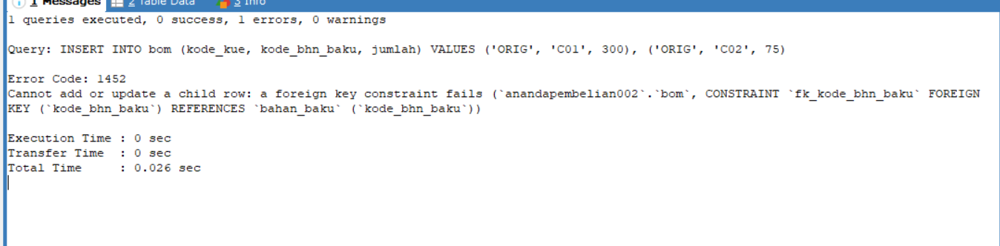 1 Messages 2 Table Data 3 Info
1 queries executed, 0 success, 1 errors, 0 warnings
Query: INSERT INTO bom (kode_kue, kode_bhn_baku, jumlah) VALUES ('ORIG', 'C01', 300), ('ORIG', 'C02', 75)
Error Code: 1452
Cannot add or update a child row: a foreign key constraint fails (`anandapembelian002`.`bom`, CONSTRAINT `fk_kode_bhn_baku` FOREIGN
KEY (`kode_bhn_baku`) REFERENCES `bahan_baku` (`kode_bhn_baku`))
Execution Time : 0 sec
Transfer Time  : 0 sec
Total Time     : 0.026 sec